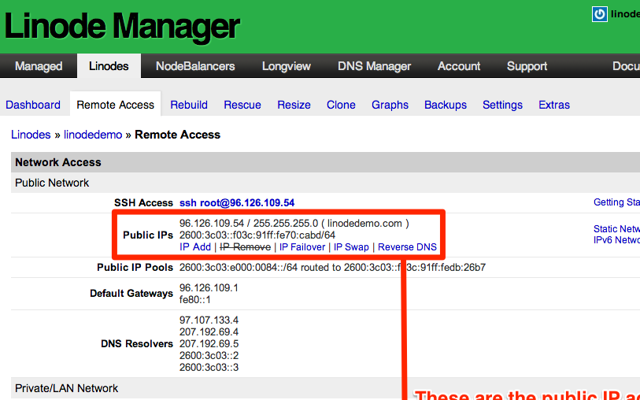 Linode Manager
linode
Managed Linodes NodeBalancers Longview DNS Manager Account Support Docu
Dashboard Remote Access Rebuild Rescue Resize Clone Graphs Backups Settings Extras
Linodes » linodedemo » Remote Access
Network Access
Public Network
SSH Access ssh root@96.126.109.54 Getting Sta
Public IPs 96.126.109.54 / 255.255.255.0 ( linodedemo.com ) Static Netw
2600:3c03::f03c:91ff:fe70:cabd/64 IPv6 Netwo
IP Add | IP Remove | IP Failover | IP Swap | Reverse DNS
Public IP Pools 2600:3c03:e000:0084::/64 routed to 2600:3c03::f 3c:91ff:fedb:26b7
Default Gateways 96.126.109.1
fe80::1
DNS Resolvers 97.107.133.4
207.192.69.4
207.192.69.5
2600:3c03::2
2600:3c03::3
Private/LAN Network
These are the public IP a